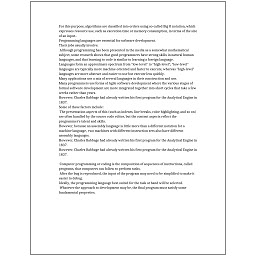 For this purpose, algorithms are classified into orders using so-called Big O notation, which
expresses resource use, such as execution time or memory consumption, in terms of the size
of an input.
Programming languages are essential for software development.
Their jobs usually involve:
Although programming has been presented in the media as a somewhat mathematical
subject, some research shows that good programmers have strong skills in natural human
languages, and that learning to code is similar to learning a foreign language.
Languages form an approximate spectrum from "low-level" to "high-level"; "low-level"
languages are typically more machine-oriented and faster to execute, whereas "high-level"
languages are more abstract and easier to use but execute less quickly.
Many applications use a mix of several languages in their construction and use.
Many programmers use forms of Agile software development where the various stages of
formal software development are more integrated together into short cycles that take a few
weeks rather than years.
However, Charles Babbage had already written his first program for the Analytical Engine in
1837.
Some of these factors include:
The presentation aspects of this (such as indents, line breaks, color highlighting, and so on)
are often handled by the source code editor, but the content aspects reflect the
programmer's talent and skills.
However, because an assembly language is little more than a different notation for a
machine language, two machines with different instruction sets also have different
assembly languages.
However, Charles Babbage had already written his first program for the Analytical Engine in
1837.
However, Charles Babbage had already written his first program for the Analytical Engine in
1837.
Computer programming or coding is the composition of sequences of instructions, called
programs, that computers can follow to perform tasks.
After the bug is reproduced, the input of the program may need to be simplified to make it
easier to debug.
Ideally, the programming language best suited for the task at hand will be selected.
Whatever the approach to development may be, the final program must satisfy some
fundamental properties.